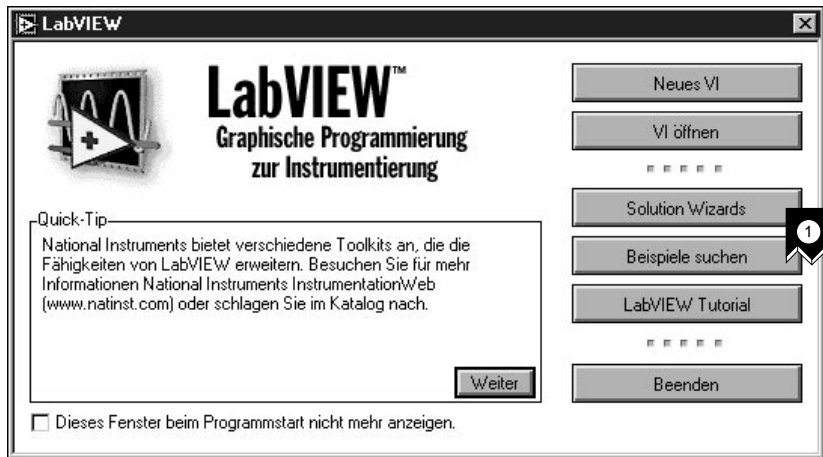 LabVIEW
LabVIEW™
Graphische Programmierung
zur Instrumentierung
Quick-Tip
National Instruments bietet verschiedene Toolkits an, die die
Fähigkeiten von LabVIEW erweitern. Besuchen Sie für mehr
Informationen National Instruments InstrumentationWeb
(www.natinst.com) oder schlagen Sie im Katalog nach.
Weiter
Dieses Fenster beim Programmstart nicht mehr anzeigen.
Neues VI
VI öffnen
Solution Wizards
1
Beispiele suchen
LabVIEW Tutorial
Beenden